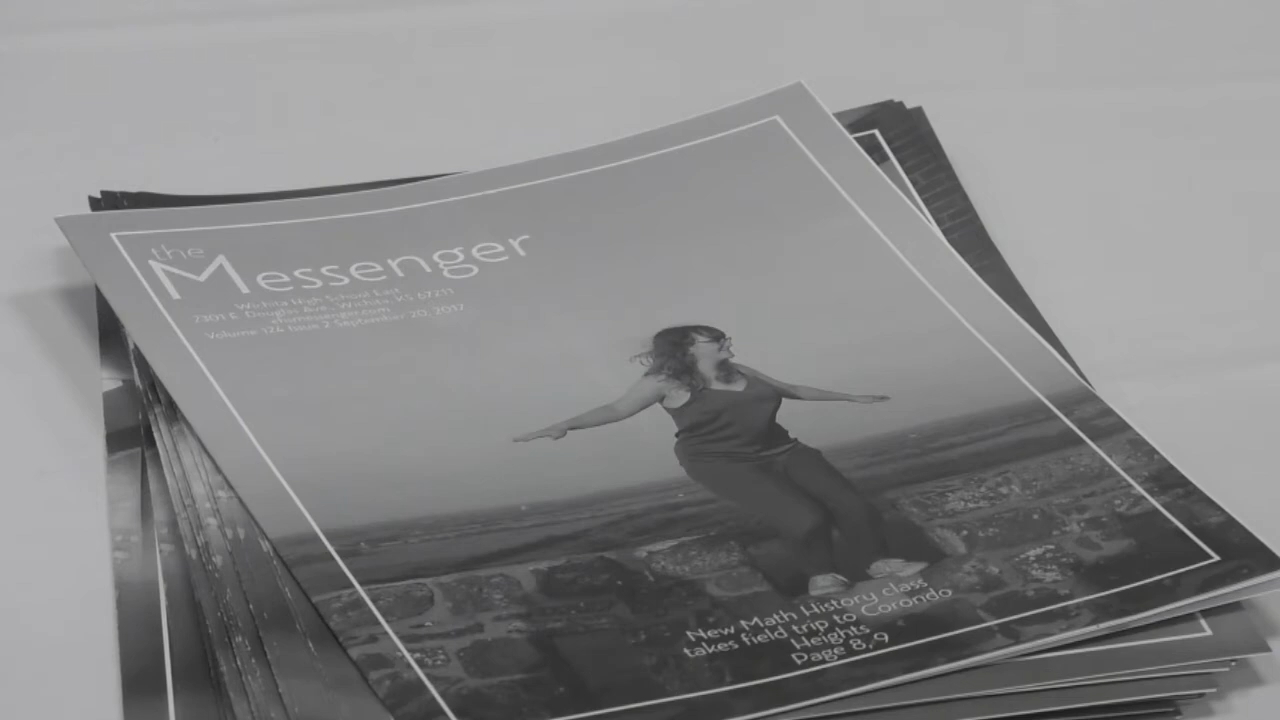 the
Messenger
Wichita High School East
2301 E Douglas Ave., Wichita, KS 67211
ehsmessenger.com
Volume 124 Issue 2 September 20, 2017
New Math History class
takes field trip to Corondo
Heights
Page 8,9